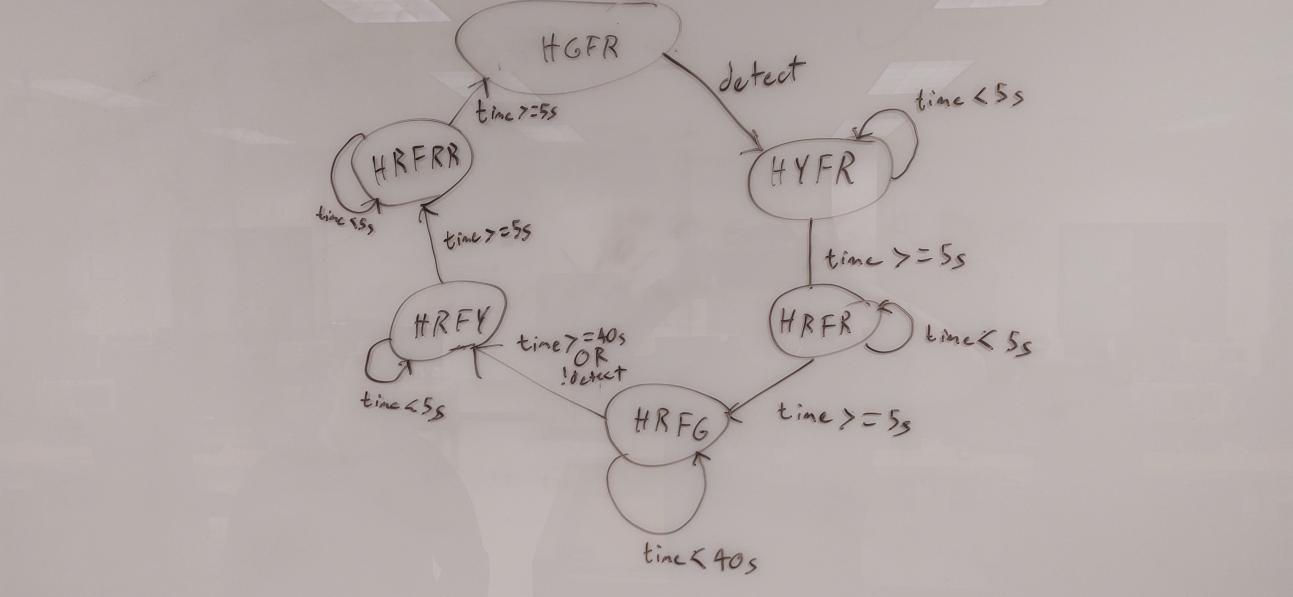 HGFR
detect
time >=5s
time <5s
HRFRR
HYFR
time <5s
time >=5s
time >=5s
HRFY
HRFR
time >=40s
OR
!detect
time < 5s
time <5s
HRFG
time >=5s
time < 40s